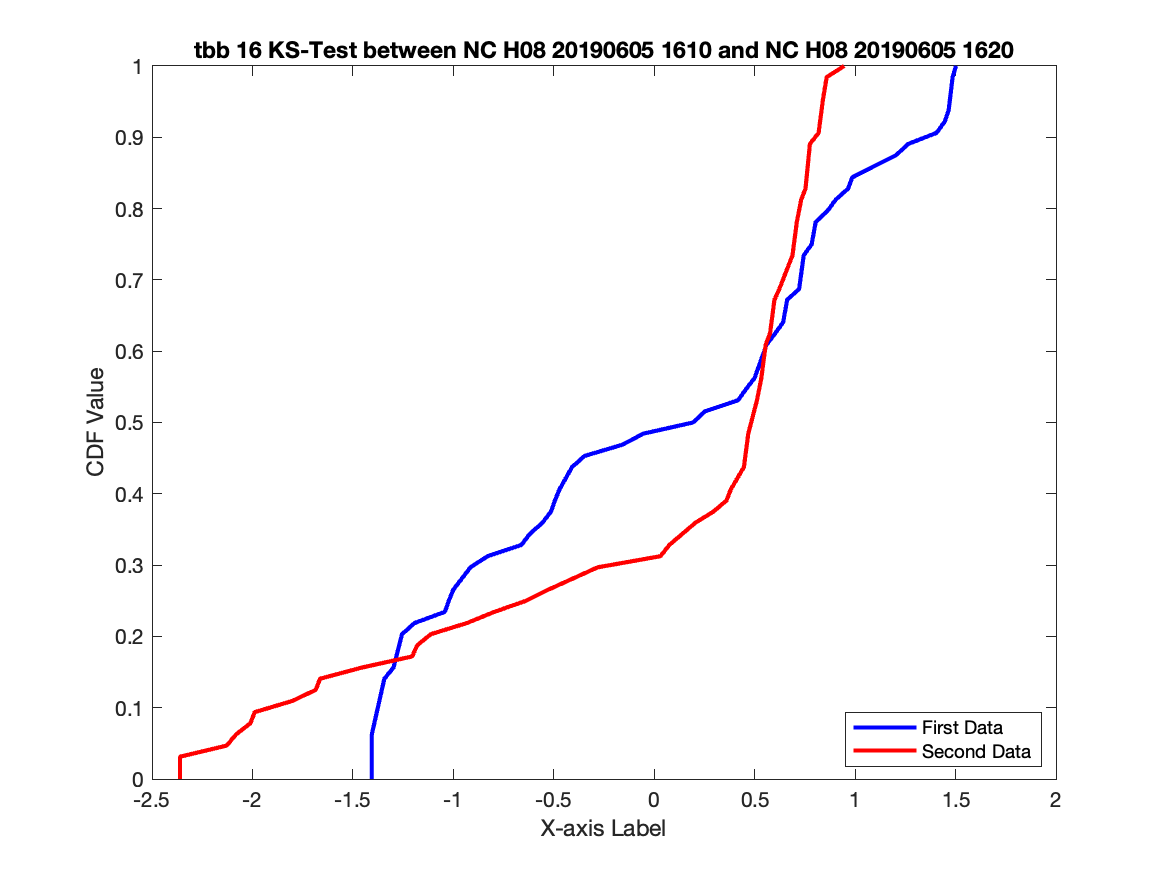 tbb 16 KS-Test between NC H08 20190605 1610 and NC H08 20190605 1620
1
0.9
0.8
0.7
0.6
0.5
0.4
0.3
0.2
0.1
0
CDF Value
First Data
Second Data
-2.5 -2 -1.5 -1 -0.5 0 0.5 1 1.5 2
X-axis Label